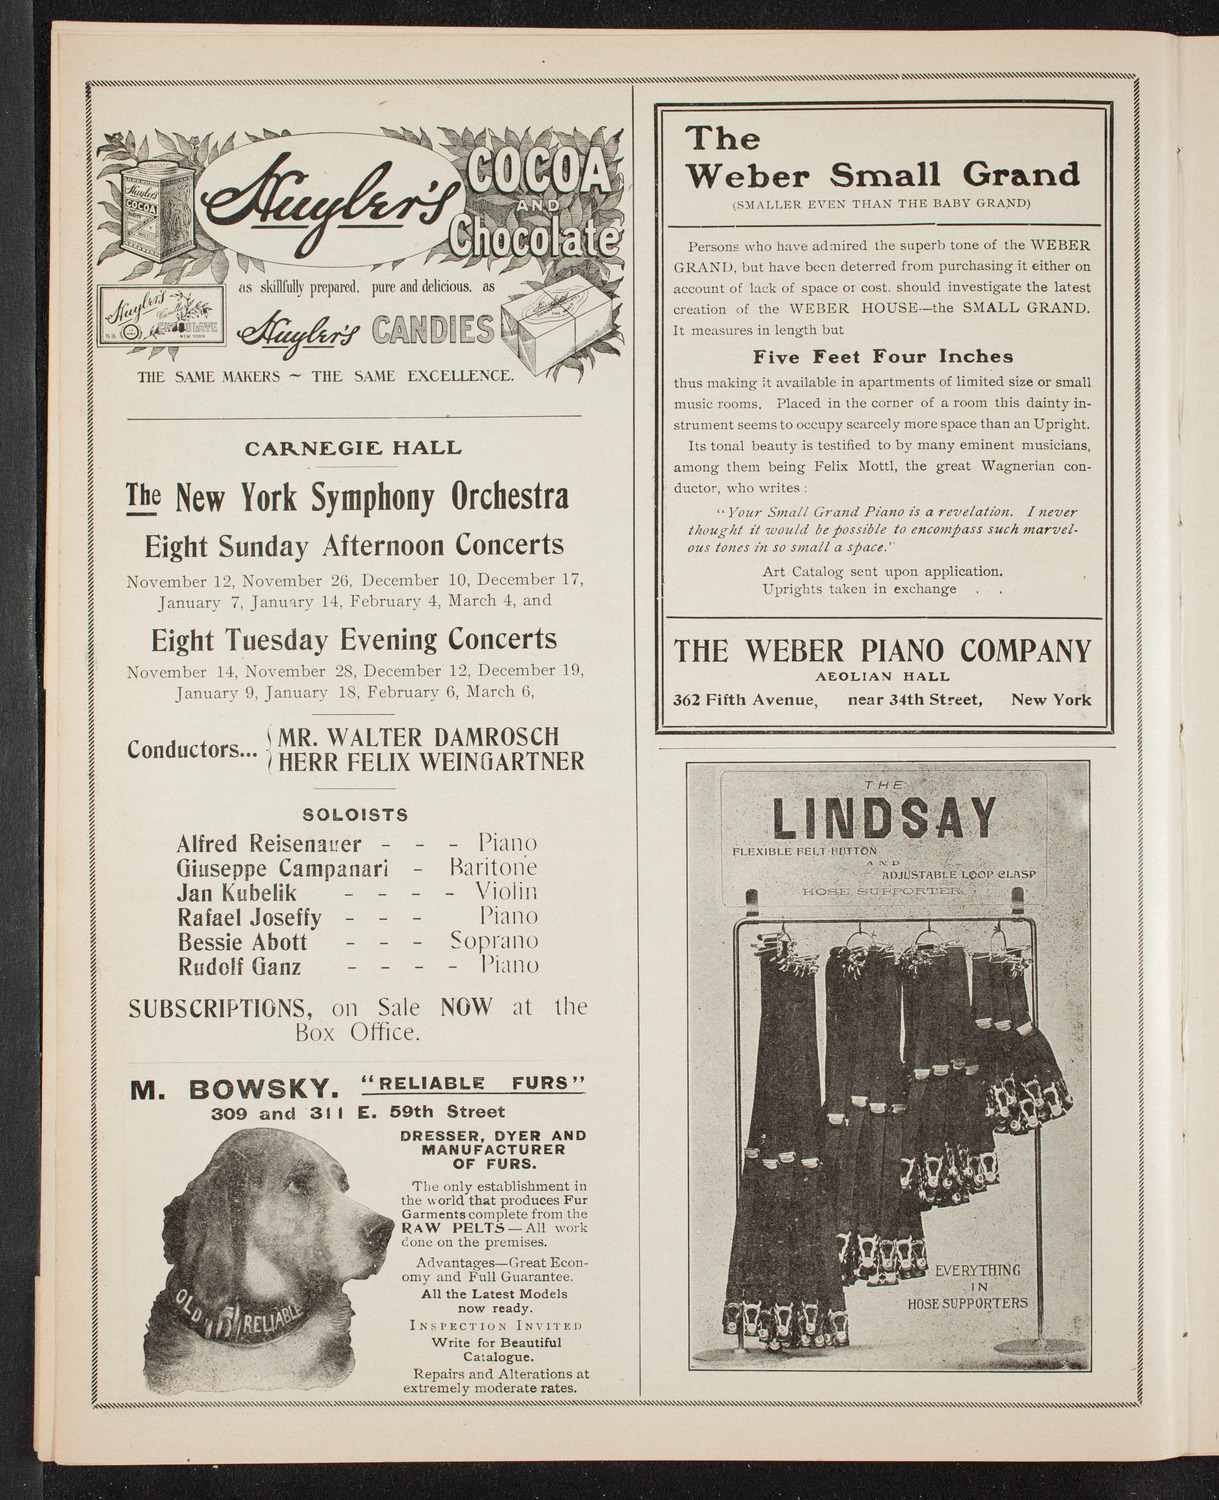 Huyler's
COCOA
AND
Chocolate
Huyler's
COCOA
Huyler's
Vanilla
CHOCOLATE
NEW YORK
as skillfully prepared, pure and delicious, as
Huyler's CANDIES
THE SAME MAKERS ~ THE SAME EXCELLENCE.
CARNEGIE HALL
The New York Symphony Orchestra
Eight Sunday Afternoon Concerts
November 12, November 26, December 10, December 17,
January 7, January 14, February 4, March 4, and
Eight Tuesday Evening Concerts
November 14, November 28, December 12, December 19,
January 9, January 18, February 6, March 6,
Conductors... { MR. WALTER DAMROSCH
HERR FELIX WEINGARTNER
SOLOISTS
Alfred Reisenauer - - - Piano
Giuseppe Campanari - Baritone
Jan Kubelik - - - - Violin
Rafael Joseffy - - - Piano
Bessie Abott - - - Soprano
Rudolf Ganz - - - - Piano
SUBSCRIPTIONS, on Sale NOW at the
Box Office.
M. BOWSKY. "RELIABLE FURS"
309 and 311 E. 59th Street
OLD RELIABLE
DRESSER, DYER AND
MANUFACTURER
OF FURS.
The only establishment in
the world that produces Fur
Garments complete from the
RAW PELTS—All work
done on the premises.
Advantages—Great Econ-
omy and Full Guarantee.
All the Latest Models
now ready.
INSPECTION INVITED
Write for Beautiful
Catalogue.
Repairs and Alterations at
extremely moderate rates.
The
Weber Small Grand
(SMALLER EVEN THAN THE BABY GRAND)
Persons who have admired the superb tone of the WEBER
GRAND, but have been deterred from purchasing it either on
account of lack of space or cost. should investigate the latest
creation of the WEBER HOUSE—the SMALL GRAND.
It measures in length but
Five Feet Four Inches
thus making it available in apartments of limited size or small
music rooms. Placed in the corner of a room this dainty in-
strument seems to occupy scarcely more space than an Upright.
Its tonal beauty is testified to by many eminent musicians,
among them being Felix Mottl, the great Wagnerian con-
ductor, who writes :
"Your Small Grand Piano is a revelation. I never
thought it would be possible to encompass such marvel-
ous tones in so small a space."
Art Catalog sent upon application.
Uprights taken in exchange . .
THE WEBER PIANO COMPANY
AEOLIAN HALL
362 Fifth Avenue, near 34th Street, New York
THE
LINDSAY
FLEXIBLE FELT BUTTON
AND
ADJUSTABLE LOOP CLASP
HOSE SUPPORTER
EVERYTHING
IN
HOSE SUPPORTERS